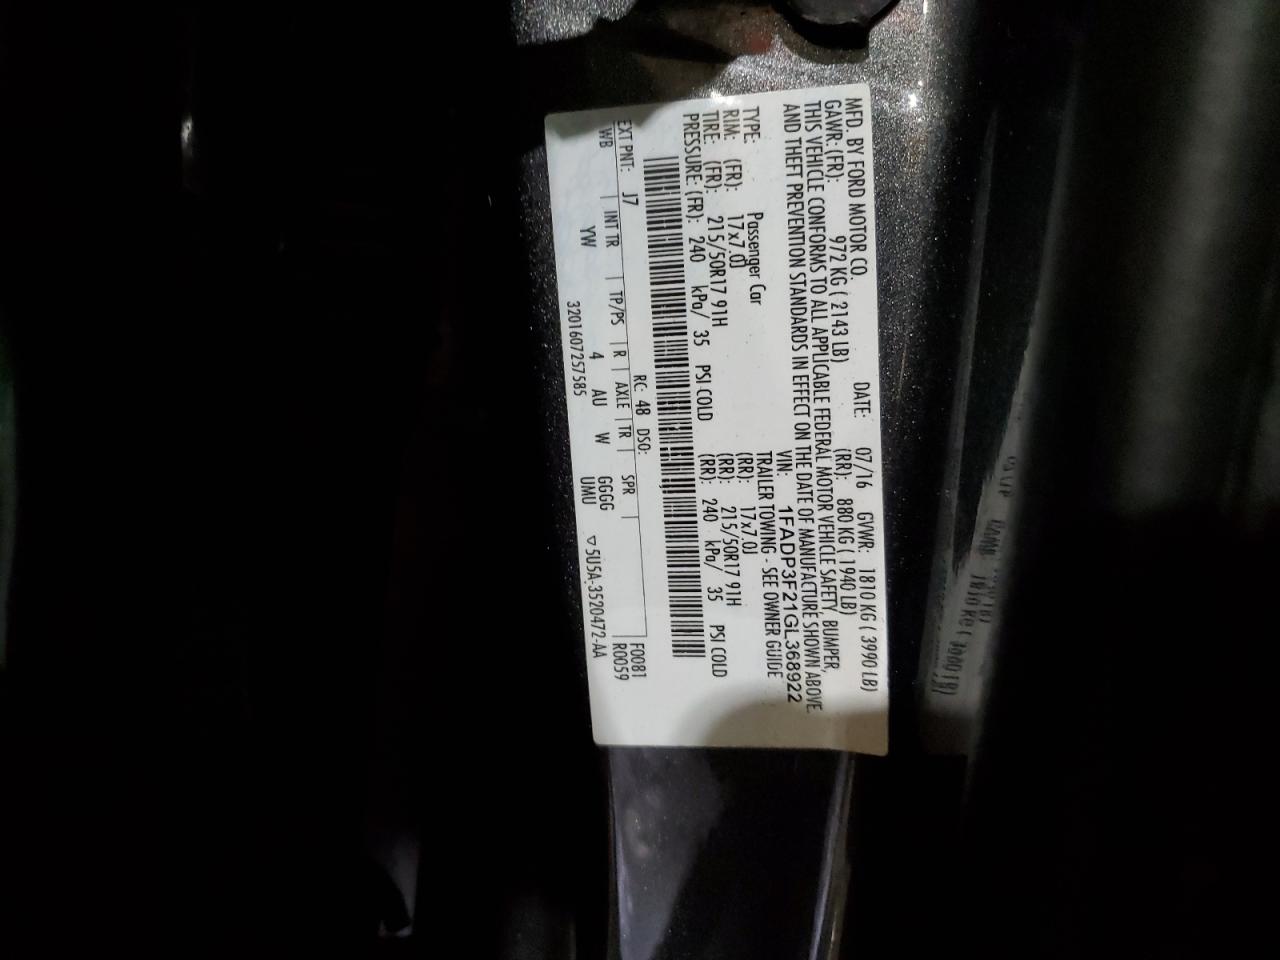 MFD. BY FORD MOTOR CO. DATE: 07/16 GVWR: 1810 KG ( 3990 LB)
GAWR: (FR): 972 KG ( 2143 LB) (RR): 880 KG ( 1940 LB)
THIS VEHICLE CONFORMS TO ALL APPLICABLE FEDERAL MOTOR VEHICLE SAFETY, BUMPER,
AND THEFT PREVENTION STANDARDS IN EFFECT ON THE DATE OF MANUFACTURE SHOWN ABOVE.
VIN: 1FADP3F21GL368922
TYPE: Passenger Car TRAILER TOWING - SEE OWNER GUIDE
RIM: (FR): 17x7.0J (RR): 17x7.0J
TIRE: (FR): 215/50R17 91H (RR): 215/50R17 91H
PRESSURE: (FR): 240 kPa/ 35 PSI COLD (RR): 240 kPa/ 35 PSI COLD
EXT PNT: J7 RC: 48 DSO: F0081
WB | INT TR | TP/PS | R | AXLE | TR | SPR | R0059
YW 4 AU W GGGG
UMU
3201607257585 ▽5U5A-3520472-AA